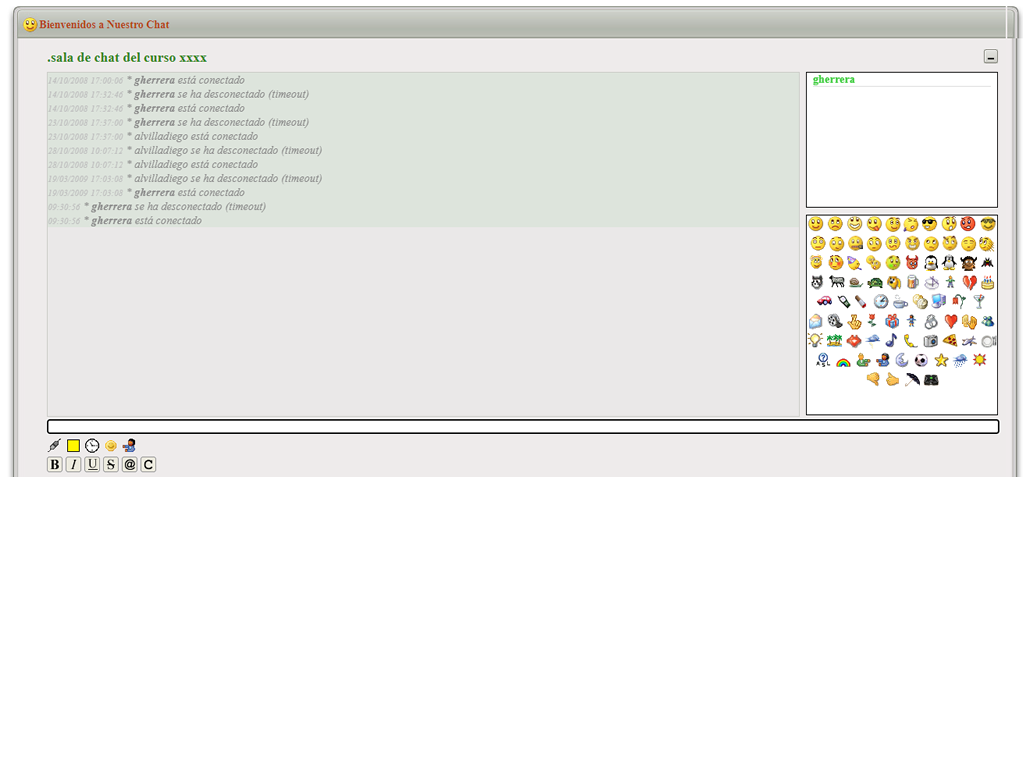 Bienvenidos a Nuestro Chat
.sala de chat del curso xxxx
14/10/2008 17:00:06 * gherrera está conectado
14/10/2008 17:32:46 * gherrera se ha desconectado (timeout)
14/10/2008 17:32:46 * gherrera está conectado
23/10/2008 17:37:00 * gherrera se ha desconectado (timeout)
23/10/2008 17:37:00 * alvilladiego está conectado
28/10/2008 10:07:12 * alvilladiego se ha desconectado (timeout)
28/10/2008 10:07:12 * alvilladiego está conectado
19/03/2009 17:03:08 * alvilladiego se ha desconectado (timeout)
19/03/2009 17:03:08 * gherrera está conectado
09:30:56 * gherrera se ha desconectado (timeout)
09:30:56 * gherrera está conectado
gherrera
B I U S @ C